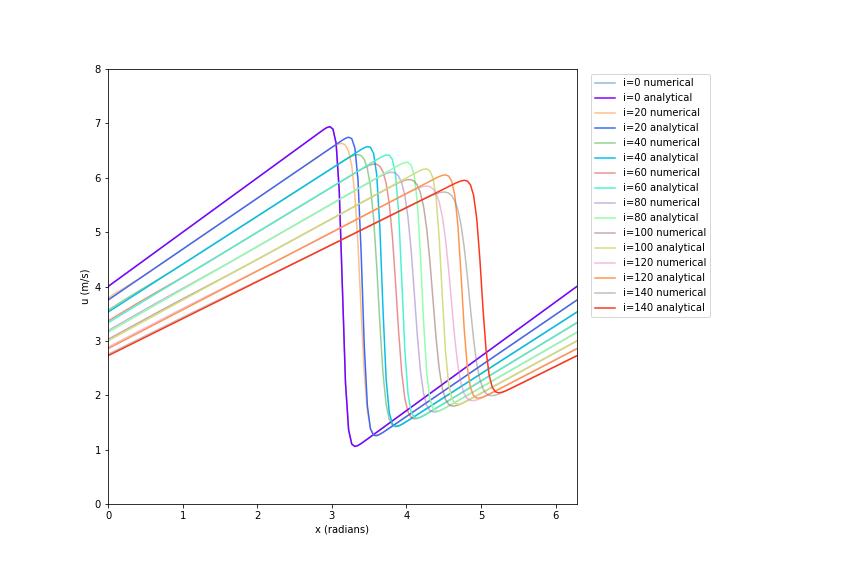 8
7
6
5
4
3
2
1
0
u (m/s)
0 1 2 3 4 5 6
x (radians)
i=0 numerical
i=0 analytical
i=20 numerical
i=20 analytical
i=40 numerical
i=40 analytical
i=60 numerical
i=60 analytical
i=80 numerical
i=80 analytical
i=100 numerical
i=100 analytical
i=120 numerical
i=120 analytical
i=140 numerical
i=140 analytical